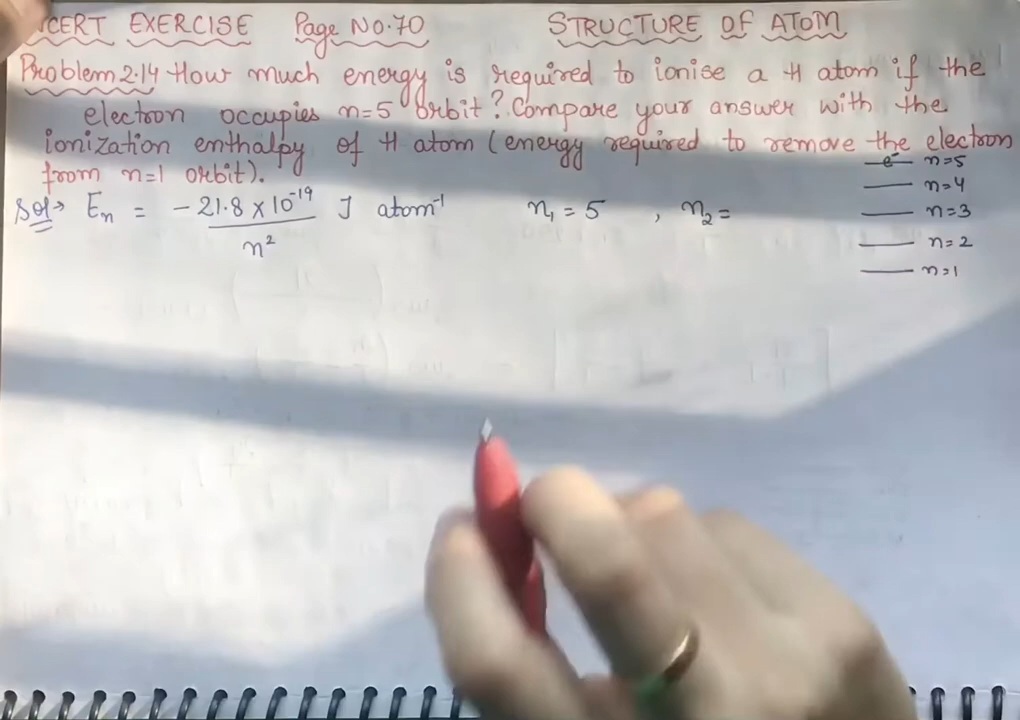 NCERT EXERCISE Page No.70 STRUCTURE OF ATOM
Problem 2.14 How much energy is required to ionise a H atom if the
electron occupies n=5 orbit? Compare your answer with the
ionization enthalpy of H atom (energy required to remove the electron
from n=1 orbit).
e⁻ n=5
n=4
Sol→ Eₙ = -21.8 × 10⁻¹⁹ / n² J atom⁻¹ n₁ = 5 , n₂ =
n=3
n=2
n=1